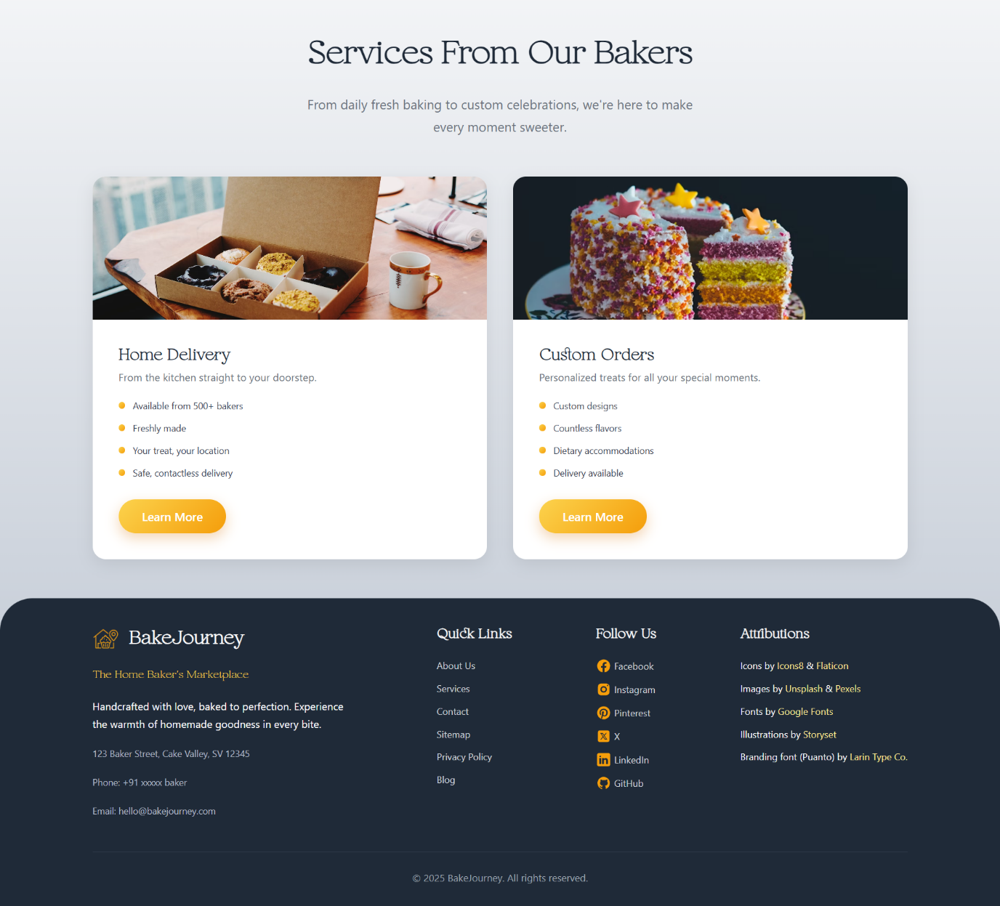 Services From Our Bakers
From daily fresh baking to custom celebrations, we're here to make
every moment sweeter.
Home Delivery
From the kitchen straight to your doorstep.
Available from 500+ bakers
Freshly made
Your treat, your location
Safe, contactless delivery
Learn More
Custom Orders
Personalized treats for all your special moments.
Custom designs
Countless flavors
Dietary accommodations
Delivery available
Learn More
BakeJourney
The Home Baker's Marketplace
Handcrafted with love, baked to perfection. Experience
the warmth of homemade goodness in every bite.
123 Baker Street, Cake Valley, SV 12345
Phone: +91 xxxxx baker
Email: hello@bakejourney.com
Quick Links
About Us
Services
Contact
Sitemap
Privacy Policy
Blog
Follow Us
Facebook
Instagram
Pinterest
X
LinkedIn
GitHub
Attributions
Icons by Icons8 & Flaticon
Images by Unsplash & Pexels
Fonts by Google Fonts
Illustrations by Storyset
Branding font (Puanto) by Larin Type Co.
© 2025 BakeJourney. All rights reserved.